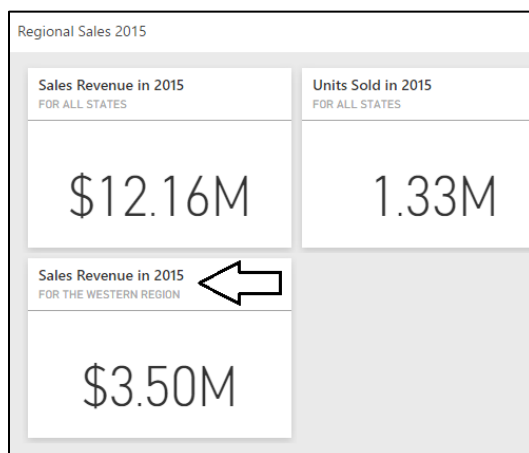 Regional Sales 2015
Sales Revenue in 2015
FOR ALL STATES
$12.16M
Units Sold in 2015
FOR ALL STATES
1.33M
Sales Revenue in 2015
FOR THE WESTERN REGION
$3.50M